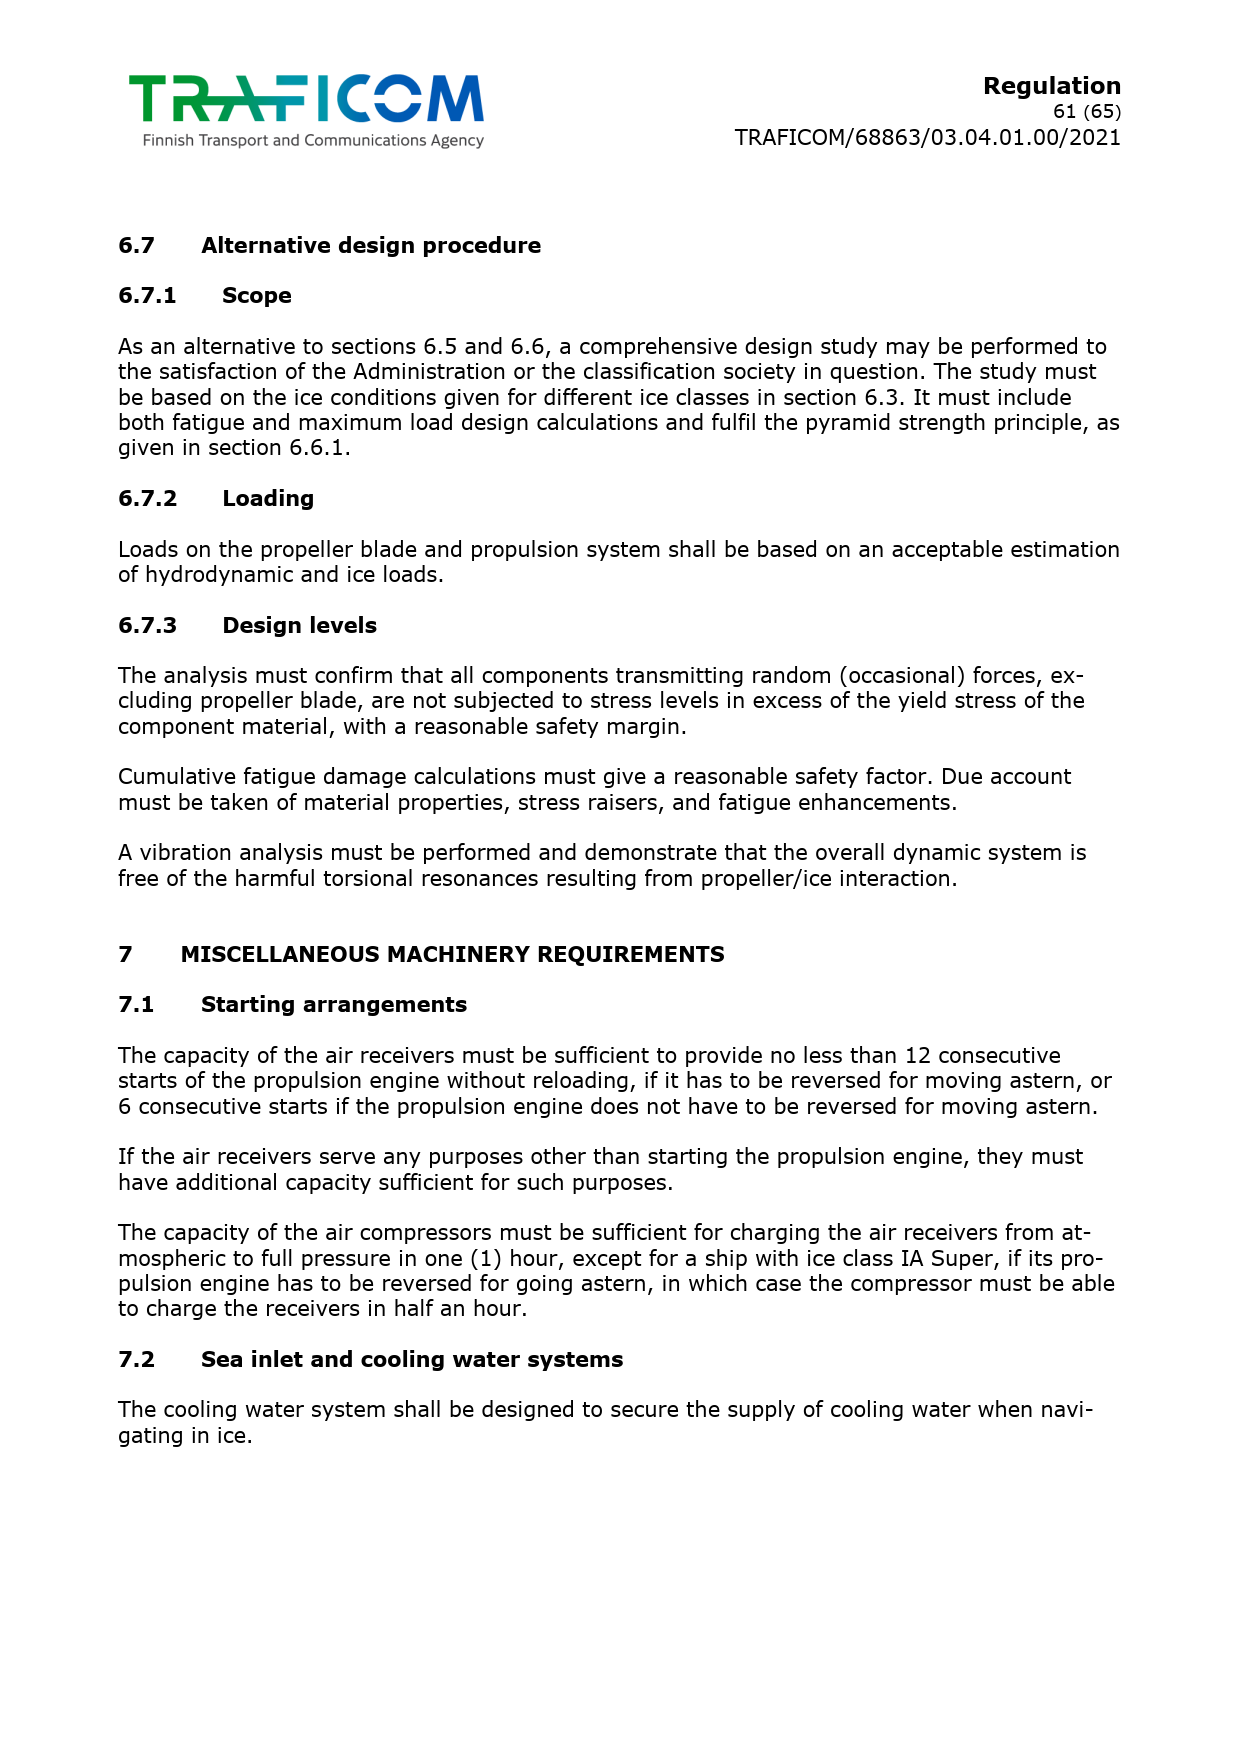 TRAFICOM
Finnish Transport and Communications Agency
Regulation
61 (65)
TRAFICOM/68863/03.04.01.00/2021
6.7 Alternative design procedure
6.7.1 Scope
As an alternative to sections 6.5 and 6.6, a comprehensive design study may be performed to
the satisfaction of the Administration or the classification society in question. The study must
be based on the ice conditions given for different ice classes in section 6.3. It must include
both fatigue and maximum load design calculations and fulfil the pyramid strength principle, as
given in section 6.6.1.
6.7.2 Loading
Loads on the propeller blade and propulsion system shall be based on an acceptable estimation
of hydrodynamic and ice loads.
6.7.3 Design levels
The analysis must confirm that all components transmitting random (occasional) forces, ex-
cluding propeller blade, are not subjected to stress levels in excess of the yield stress of the
component material, with a reasonable safety margin.
Cumulative fatigue damage calculations must give a reasonable safety factor. Due account
must be taken of material properties, stress raisers, and fatigue enhancements.
A vibration analysis must be performed and demonstrate that the overall dynamic system is
free of the harmful torsional resonances resulting from propeller/ice interaction.
7 MISCELLANEOUS MACHINERY REQUIREMENTS
7.1 Starting arrangements
The capacity of the air receivers must be sufficient to provide no less than 12 consecutive
starts of the propulsion engine without reloading, if it has to be reversed for moving astern, or
6 consecutive starts if the propulsion engine does not have to be reversed for moving astern.
If the air receivers serve any purposes other than starting the propulsion engine, they must
have additional capacity sufficient for such purposes.
The capacity of the air compressors must be sufficient for charging the air receivers from at-
mospheric to full pressure in one (1) hour, except for a ship with ice class IA Super, if its pro-
pulsion engine has to be reversed for going astern, in which case the compressor must be able
to charge the receivers in half an hour.
7.2 Sea inlet and cooling water systems
The cooling water system shall be designed to secure the supply of cooling water when navi-
gating in ice.